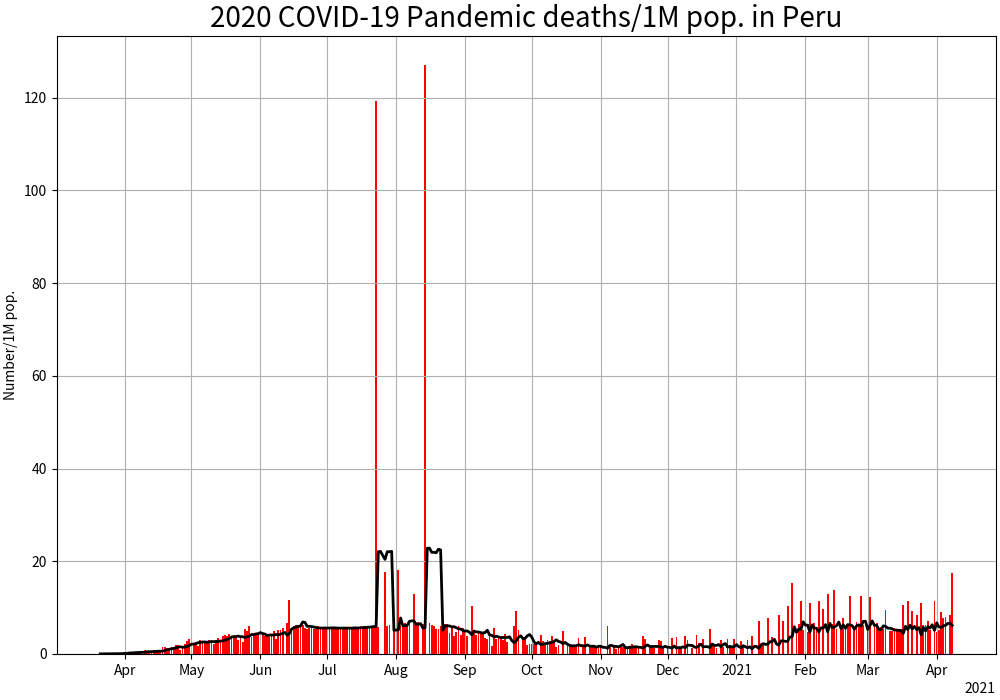 2020 COVID-19 Pandemic deaths/1M pop. in Peru
Number/1M pop.
120
100
80
60
40
20
0
Apr May Jun Jul Aug Sep Oct Nov Dec 2021 Feb Mar Apr
2021